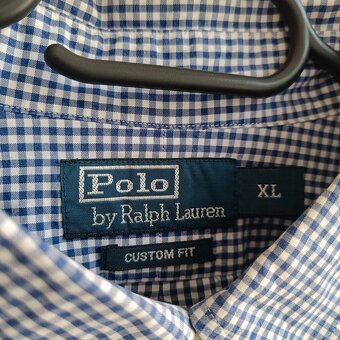 Polo
by Ralph Lauren
XL
CUSTOM FIT